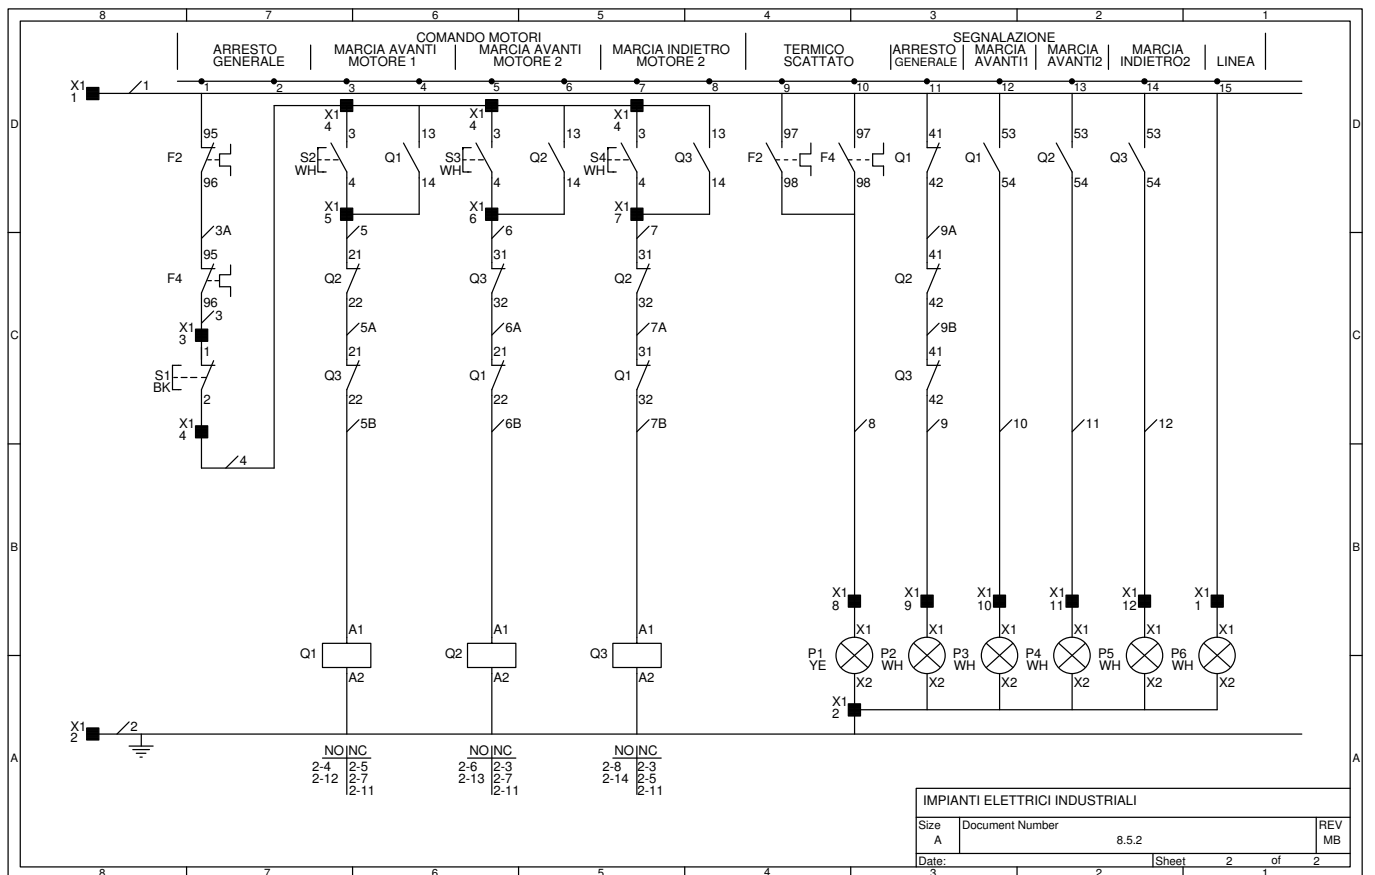 8 7 6 5 4 3 2 1
COMANDO MOTORI
SEGNALAZIONE
ARRESTO GENERALE
MARCIA AVANTI MOTORE 1
MARCIA AVANTI MOTORE 2
MARCIA INDIETRO MOTORE 2
TERMICO SCATTATO
ARRESTO GENERALE
MARCIA AVANTI1
MARCIA AVANTI2
MARCIA INDIETRO2
LINEA
X1 1
1
1 2 3 4 5 6 7 8 9 10 11 12 13 14 15
X1 4
X1 4
X1 4
D D
95 3 13 3 13 3 13 97 97 41 53 53 53
F2 S2 WH Q1 S3 WH Q2 S4 WH Q3 F2 F4 Q1 Q1 Q2 Q3
96 4 14 4 14 4 14 98 98 42 54 54 54
X1 5
X1 6
X1 7
3A 5 6 7 9A
95 21 31 31 41
F4 Q2 Q3 Q2 Q2
96 22 32 32 42
3
X1 3
5A 6A 7A 9B
C C
1 21 21 31 41
S1 BK Q3 Q1 Q1 Q3
2 22 22 32 42
X1 4
5B 6B 7B 8 9 10 11 12
4
B B
X1 8
X1 9
X1 10
X1 11
X1 12
X1 1
A1 A1 A1 X1 X1 X1 X1 X1 X1
Q1 Q2 Q3 P1 YE P2 WH P3 WH P4 WH P5 WH P6 WH
A2 A2 A2 X2 X2 X2 X2 X2 X2
X1 2
X1 2
2
A A
NO NC NO NC NO NC
2-4 2-5 2-6 2-3 2-8 2-3
2-12 2-7 2-13 2-7 2-14 2-5
2-11 2-11 2-11
IMPIANTI ELETTRICI INDUSTRIALI
Size Document Number REV
A 8.5.2 MB
Date: Sheet 2 of 2
8 7 6 5 4 3 2 1